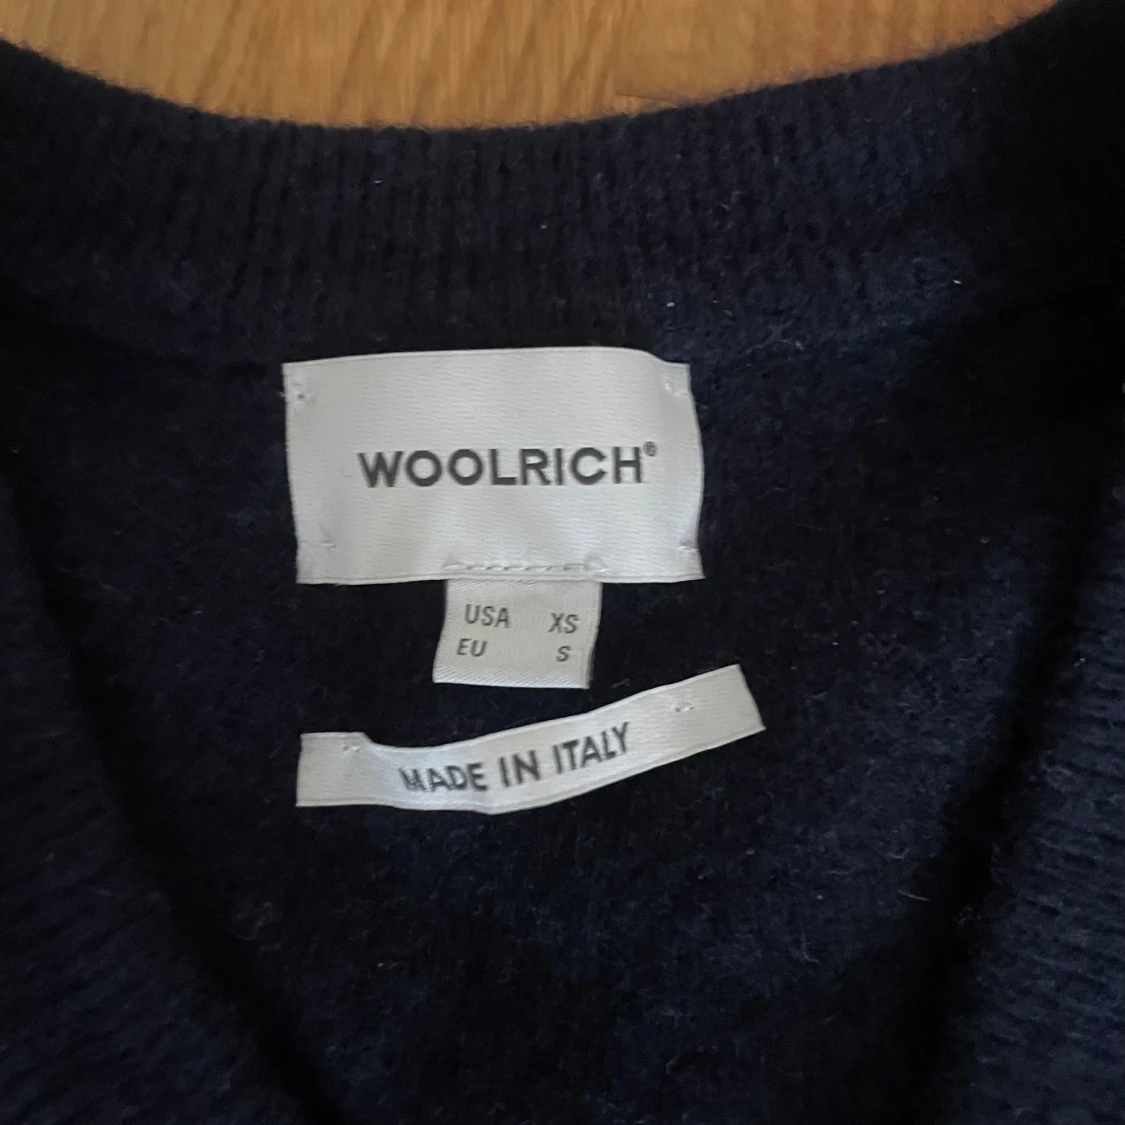 WOOLRICH®
USA XS
EU S
MADE IN ITALY